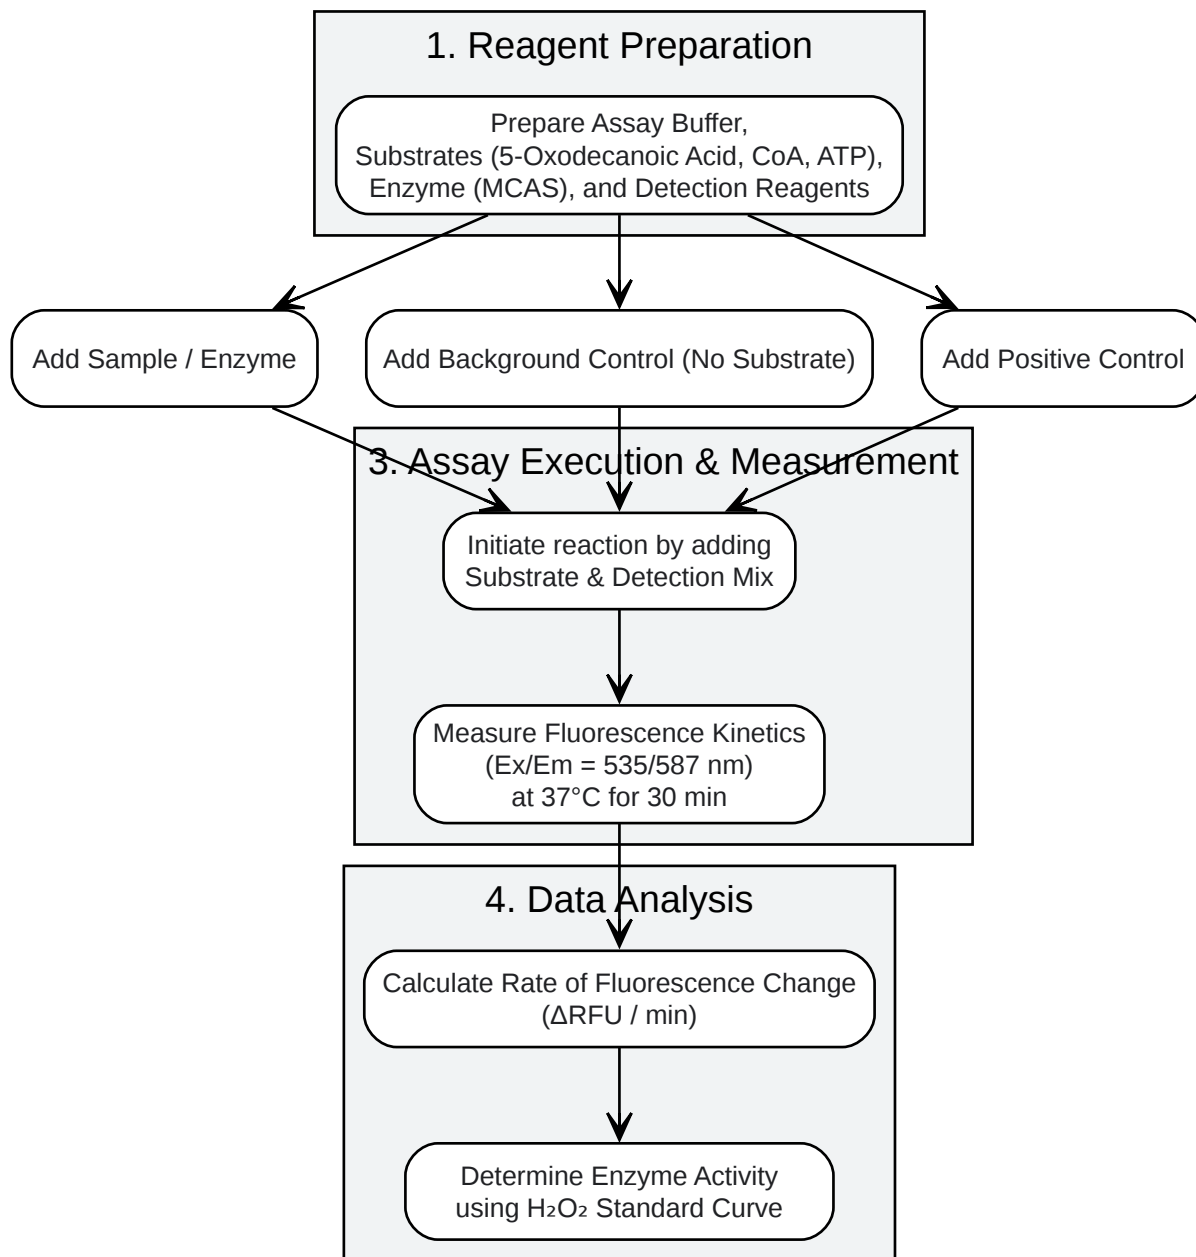 1. Reagent Preparation
Prepare Assay Buffer,
Substrates (5-Oxodecanoic Acid, CoA, ATP),
Enzyme (MCAS), and Detection Reagents
Add Sample / Enzyme
Add Background Control (No Substrate)
Add Positive Control
3. Assay Execution & Measurement
Initiate reaction by adding
Substrate & Detection Mix
Measure Fluorescence Kinetics
(Ex/Em = 535/587 nm)
at 37°C for 30 min
4. Data Analysis
Calculate Rate of Fluorescence Change
(ΔRFU / min)
Determine Enzyme Activity
using H₂O₂ Standard Curve